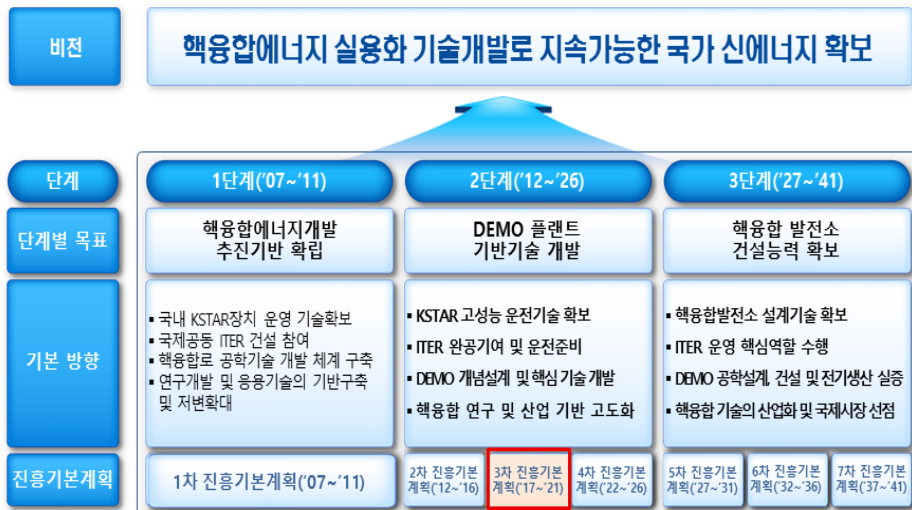 비전
핵융합에너지 실용화 기술개발로 지속가능한 국가 신에너지 확보
단계
1단계('07~'11)
2단계('12~'26)
3단계('27~'41)
단계별 목표
핵융합에너지개발
추진기반 확립
DEMO 플랜트
기반기술 개발
핵융합 발전소
건설능력 확보
기본 방향
▪ 국내 KSTAR장치 운영 기술확보
▪ 국제공동 ITER 건설 참여
▪ 핵융합로 공학기술 개발 체계 구축
▪ 연구개발 및 응용기술의 기반구축
및 저변확대
▪ KSTAR 고성능 운전기술 확보
▪ ITER 완공기여 및 운전준비
▪ DEMO 개념설계 및 핵심 기술 개발
▪ 핵융합 연구 및 산업 기반 고도화
▪ 핵융합발전소 설계기술 확보
▪ ITER 운영 핵심역할 수행
▪ DEMO 공학설계, 건설 및 전기생산 실증
▪ 핵융합 기술의 산업화 및 국제시장 선점
진흥기본계획
1차 진흥기본계획('07~'11)
2차 진흥기본
계획('12~'16)
3차 진흥기본
계획('17~'21)
4차 진흥기본
계획('22~'26)
5차 진흥기본
계획('27~'31)
6차 진흥기본
계획('32~'36)
7차 진흥기본
계획('37~'41)